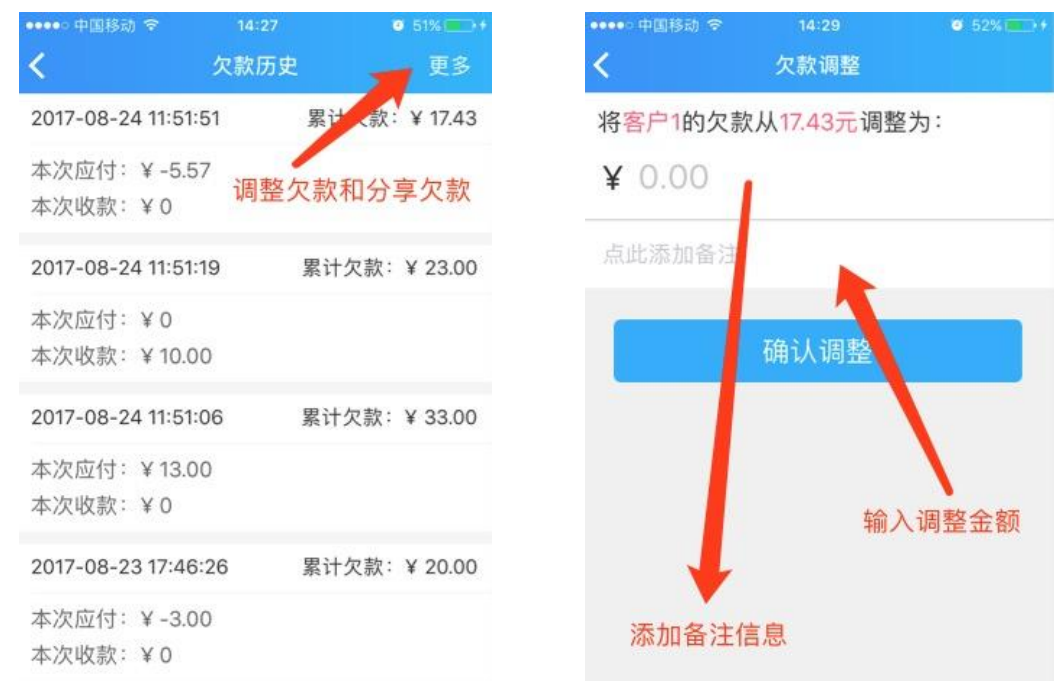 中国移动 14:27 51%
欠款历史 更多
2017-08-24 11:51:51 累计欠款：¥ 17.43
本次应付：¥ -5.57
本次收款：¥ 0
调整欠款和分享欠款
2017-08-24 11:51:19 累计欠款：¥ 23.00
本次应付：¥ 0
本次收款：¥ 10.00
2017-08-24 11:51:06 累计欠款：¥ 33.00
本次应付：¥ 13.00
本次收款：¥ 0
2017-08-23 17:46:26 累计欠款：¥ 20.00
本次应付：¥ -3.00
本次收款：¥ 0
中国移动 14:29 52%
欠款调整
将客户1的欠款从17.43元调整为：
¥ 0.00
点此添加备注
确认调整
输入调整金额
添加备注信息